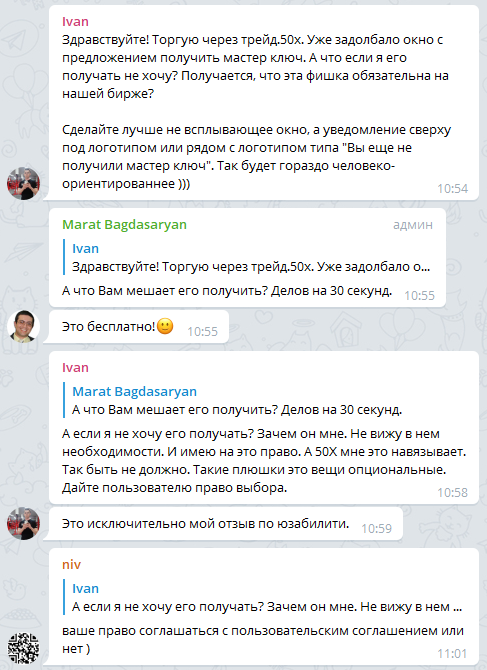 Ivan
Здравствуйте! Торгую через трейд.50x. Уже задолбало окно с
предложением получить мастер ключ. А что если я его
получать не хочу? Получается, что эта фишка обязательна на
нашей бирже?
Сделайте лучше не всплывающее окно, а уведомление сверху
под логотипом или рядом с логотипом типа "Вы еще не
получили мастер ключ". Так будет гораздо человеко-
ориентированнее )))
10:54
Marat Bagdasaryan админ
Ivan
Здравствуйте! Торгую через трейд.50x. Уже задолбало о...
А что Вам мешает его получить? Делов на 30 секунд.
10:55
Это бесплатно!🙂 10:55
Ivan
Marat Bagdasaryan
А что Вам мешает его получить? Делов на 30 секунд.
А если я не хочу его получать? Зачем он мне. Не вижу в нем
необходимости. И имею на это право. А 50X мне это навязывает.
Так быть не должно. Такие плюшки это вещи опциональные.
Дайте пользователю право выбора.
10:58
Это исключительно мой отзыв по юзабилити. 10:59
niv
Ivan
А если я не хочу его получать? Зачем он мне. Не вижу в нем ...
ваше право соглашаться с пользовательским соглашением или
нет )
11:01